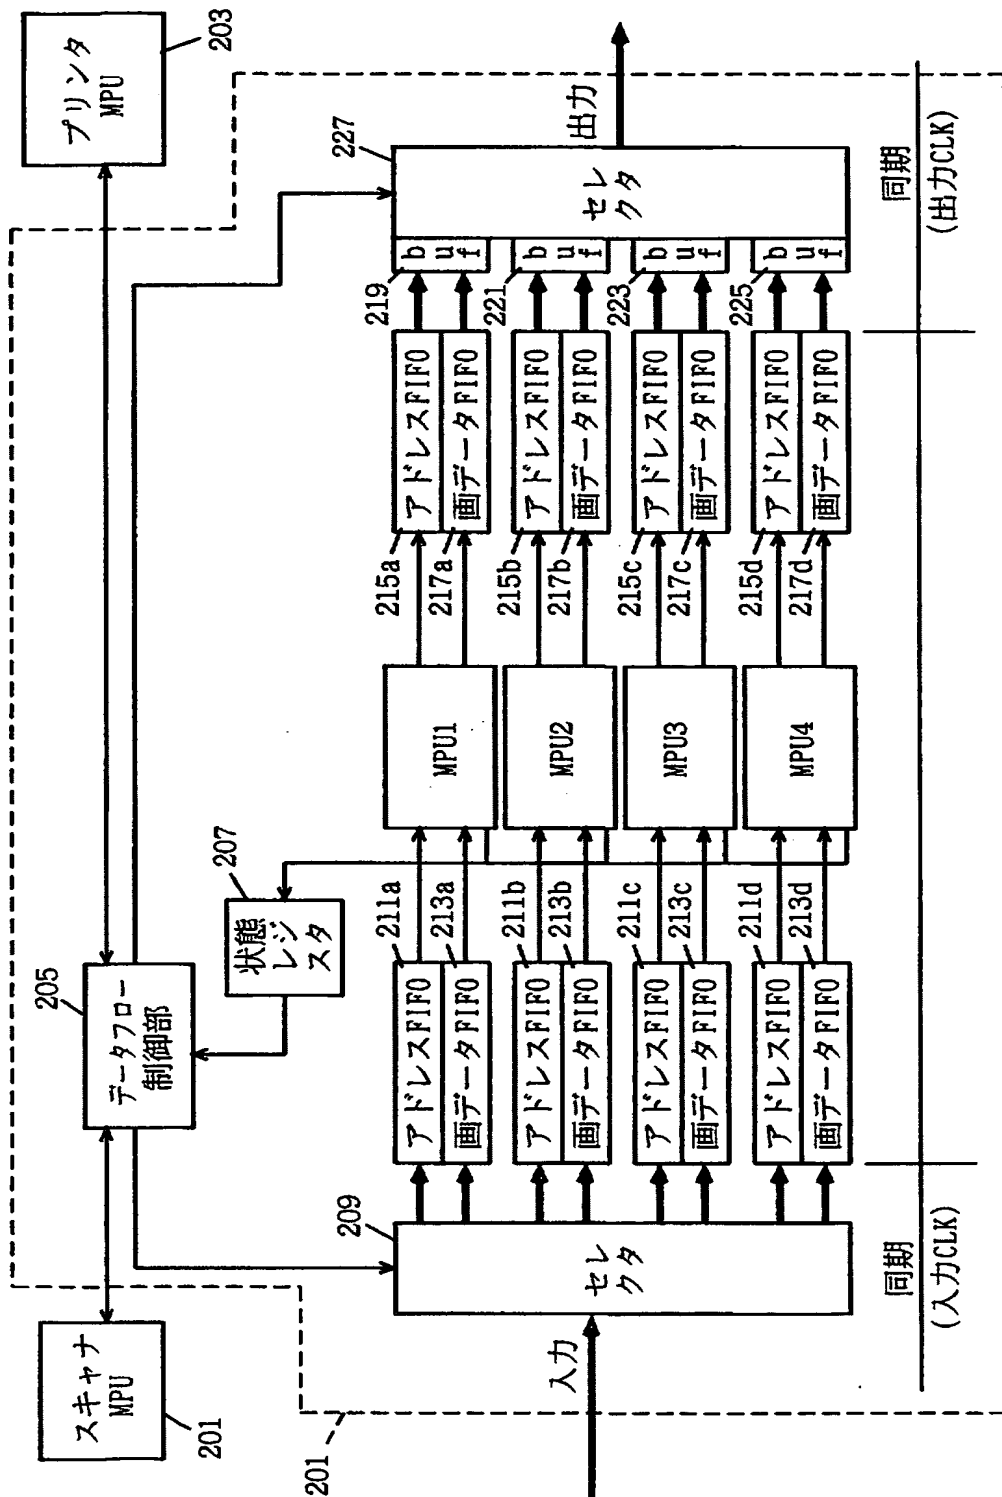 スキャナ
MPU
201
データフロー
制御部
205
プリンタ
MPU
203
201
状態
レジ
スタ
207
入力
セレ
クタ
209
アドレスFIFO
211a
画データFIFO
213a
アドレスFIFO
211b
画データFIFO
213b
アドレスFIFO
211c
画データFIFO
213c
アドレスFIFO
211d
画データFIFO
213d
MPU1
MPU2
MPU3
MPU4
215a
アドレスFIFO
217a
画データFIFO
215b
アドレスFIFO
217b
画データFIFO
215c
アドレスFIFO
217c
画データFIFO
215d
アドレスFIFO
217d
画データFIFO
219
buf
221
buf
223
buf
225
buf
セレ
クタ
227
出力
同期
(入力CLK)
同期
(出力CLK)